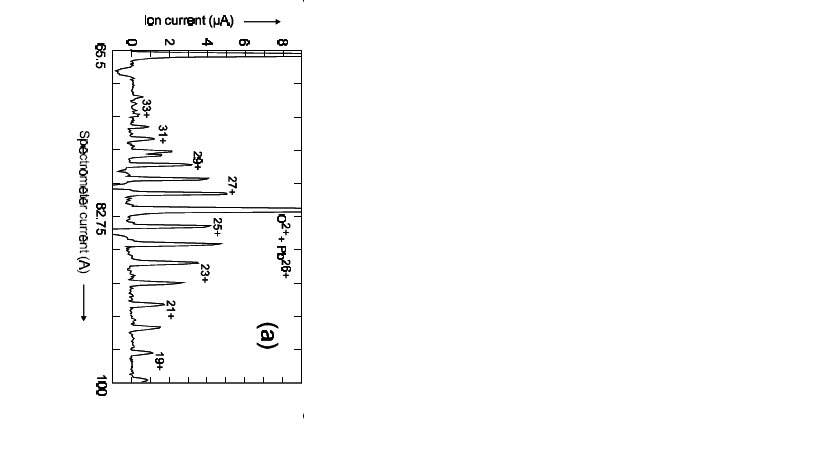 Ion current (µA)
0 2 4 6 8
65.5
82.75
100
Spectrometer current (A)
33+
31+
29+
27+
O2+ + Pb26+
25+
23+
21+
19+
(a)